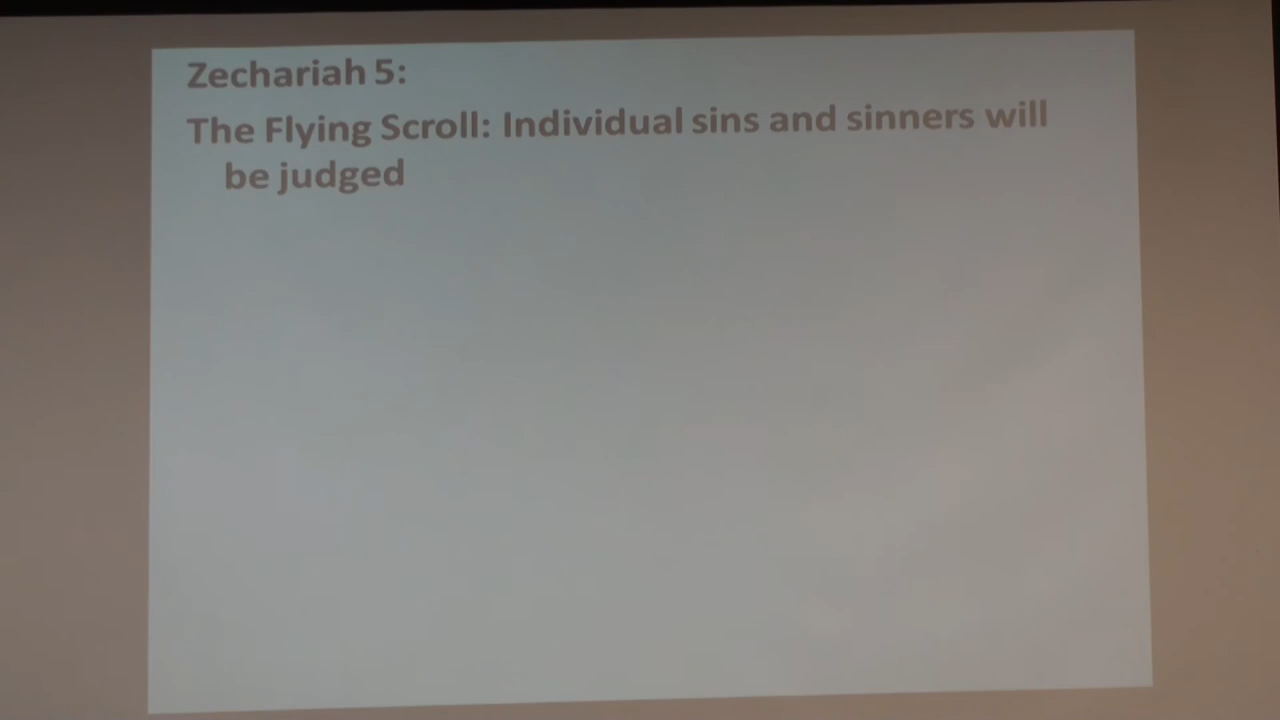 Zechariah 5:
The Flying Scroll: Individual sins and sinners will
be judged